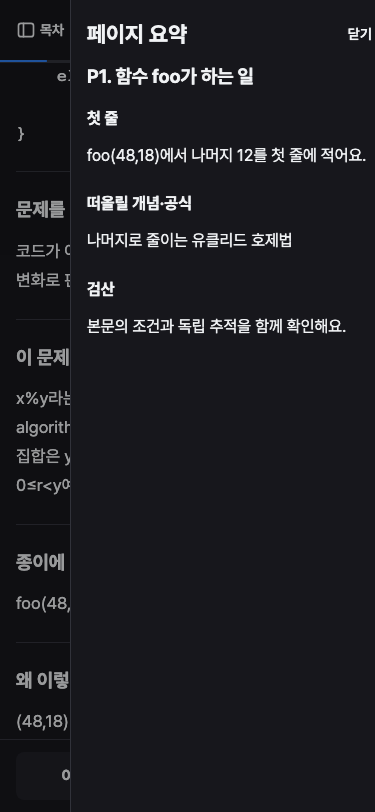 목차
페이지 요약
닫기
P1. 함수 foo가 하는 일
첫 줄
foo(48,18)에서 나머지 12를 첫 줄에 적어요.
떠올릴 개념·공식
나머지로 줄이는 유클리드 호제법
검산
본문의 조건과 독립 추적을 함께 확인해요.
}
문제를
코드가
변화로
이 문제
x%y라는
algorith
집합은 y
0≤r<y
종이에
foo(48,
왜 이렇
(48,18)